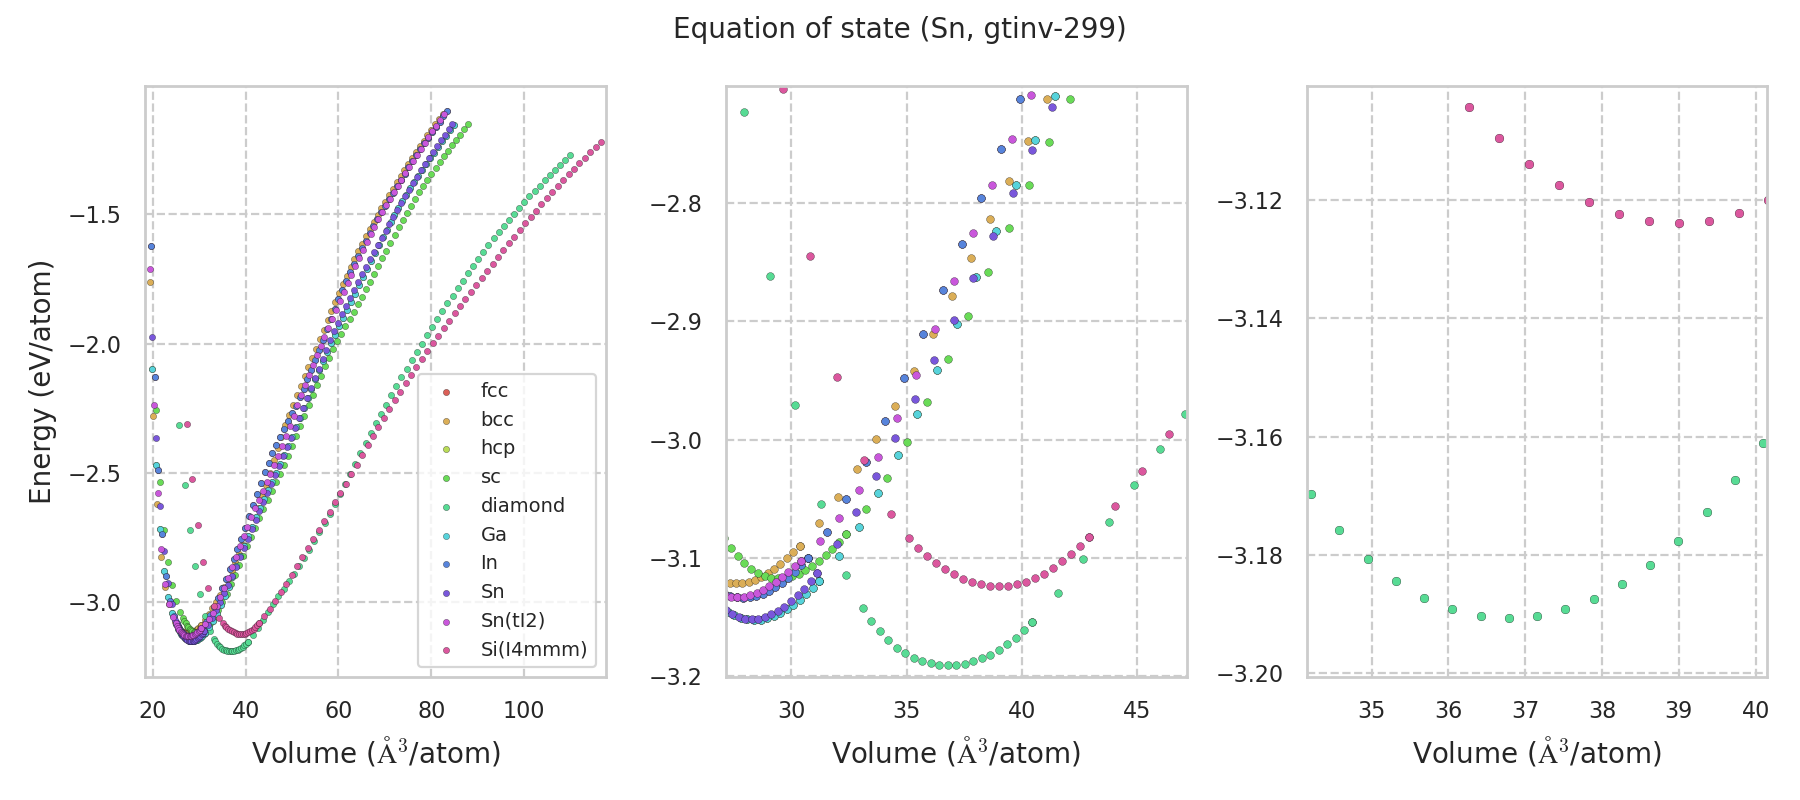 Equation of state (Sn, gtinv-299)
Energy (eV/atom)
−1.5
−2.0
−2.5
−3.0
20 40 60 80 100
Volume (Å³/atom)
fcc
bcc
hcp
sc
diamond
Ga
In
Sn
Sn(tI2)
Si(I4mmm)
−2.8
−2.9
−3.0
−3.1
−3.2
30 35 40 45
Volume (Å³/atom)
−3.12
−3.14
−3.16
−3.18
−3.20
35 36 37 38 39 40
Volume (Å³/atom)